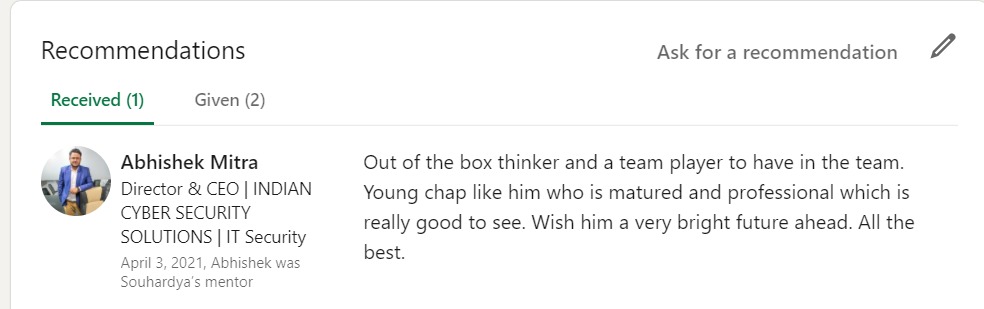 Recommendations
Ask for a recommendation
Received (1)
Given (2)
Abhishek Mitra
Director & CEO | INDIAN
CYBER SECURITY
SOLUTIONS | IT Security
April 3, 2021, Abhishek was
Souhardya's mentor
Out of the box thinker and a team player to have in the team.
Young chap like him who is matured and professional which is
really good to see. Wish him a very bright future ahead. All the
best.